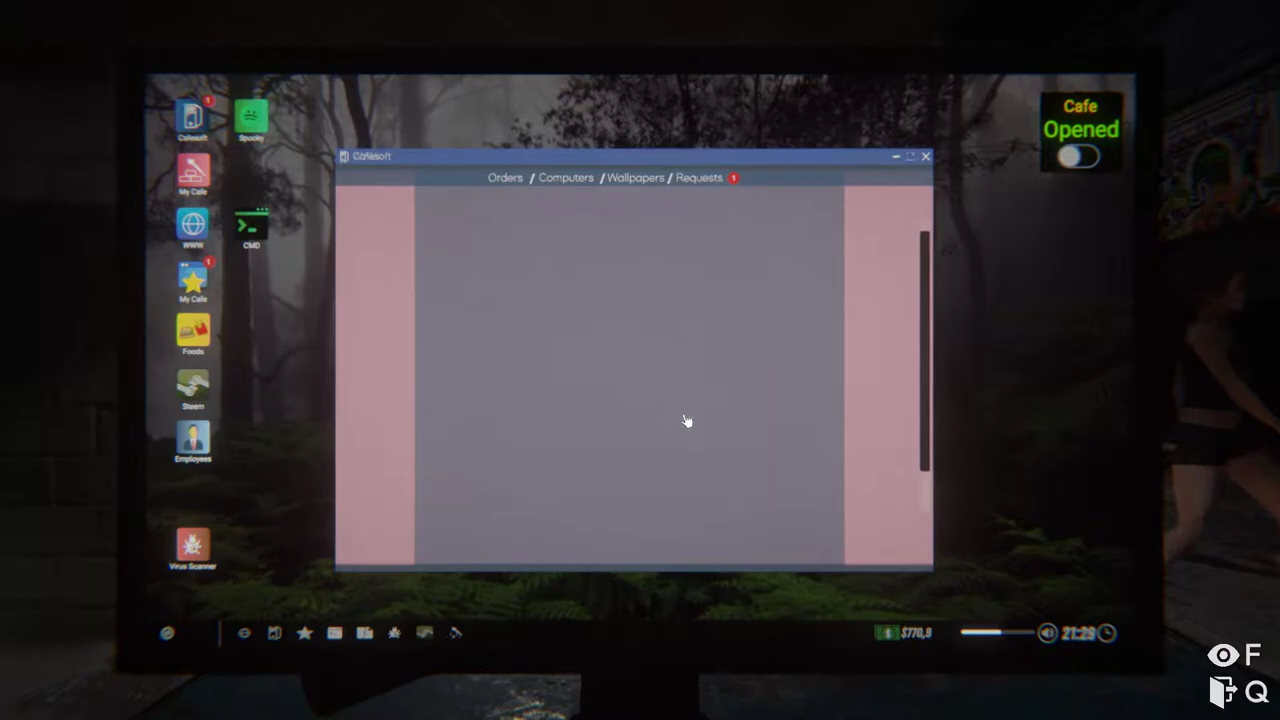 Cafesoft
Spooky
My Cafe
WWW
CMD
My Cafe
Foods
Steem
Employees
Virus Scanner
Cafesoft
Orders / Computers / Wallpapers / Requests 1
Cafe
Opened
$770,9
21:29
F
Q